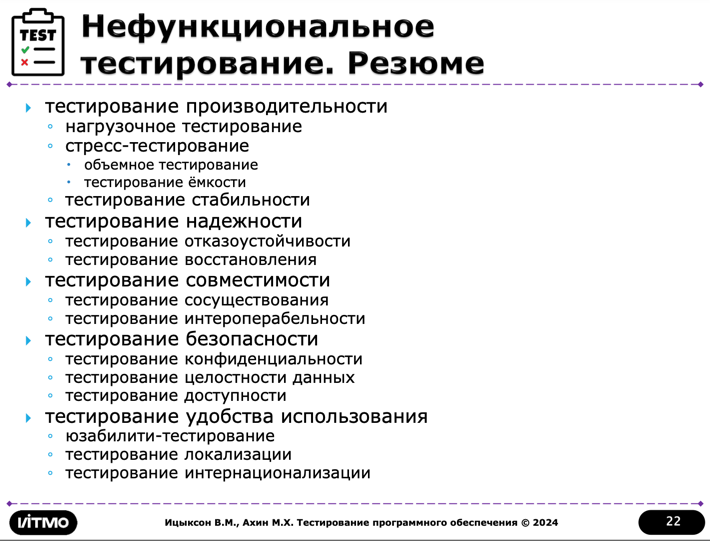 TEST
Нефункциональное
тестирование. Резюме
тестирование производительности
нагрузочное тестирование
стресс-тестирование
объемное тестирование
тестирование ёмкости
тестирование стабильности
тестирование надежности
тестирование отказоустойчивости
тестирование восстановления
тестирование совместимости
тестирование сосуществования
тестирование интероперабельности
тестирование безопасности
тестирование конфиденциальности
тестирование целостности данных
тестирование доступности
тестирование удобства использования
юзабилити-тестирование
тестирование локализации
тестирование интернационализации
ИТМО
Ицыксон В.М., Ахин М.Х. Тестирование программного обеспечения © 2024
22